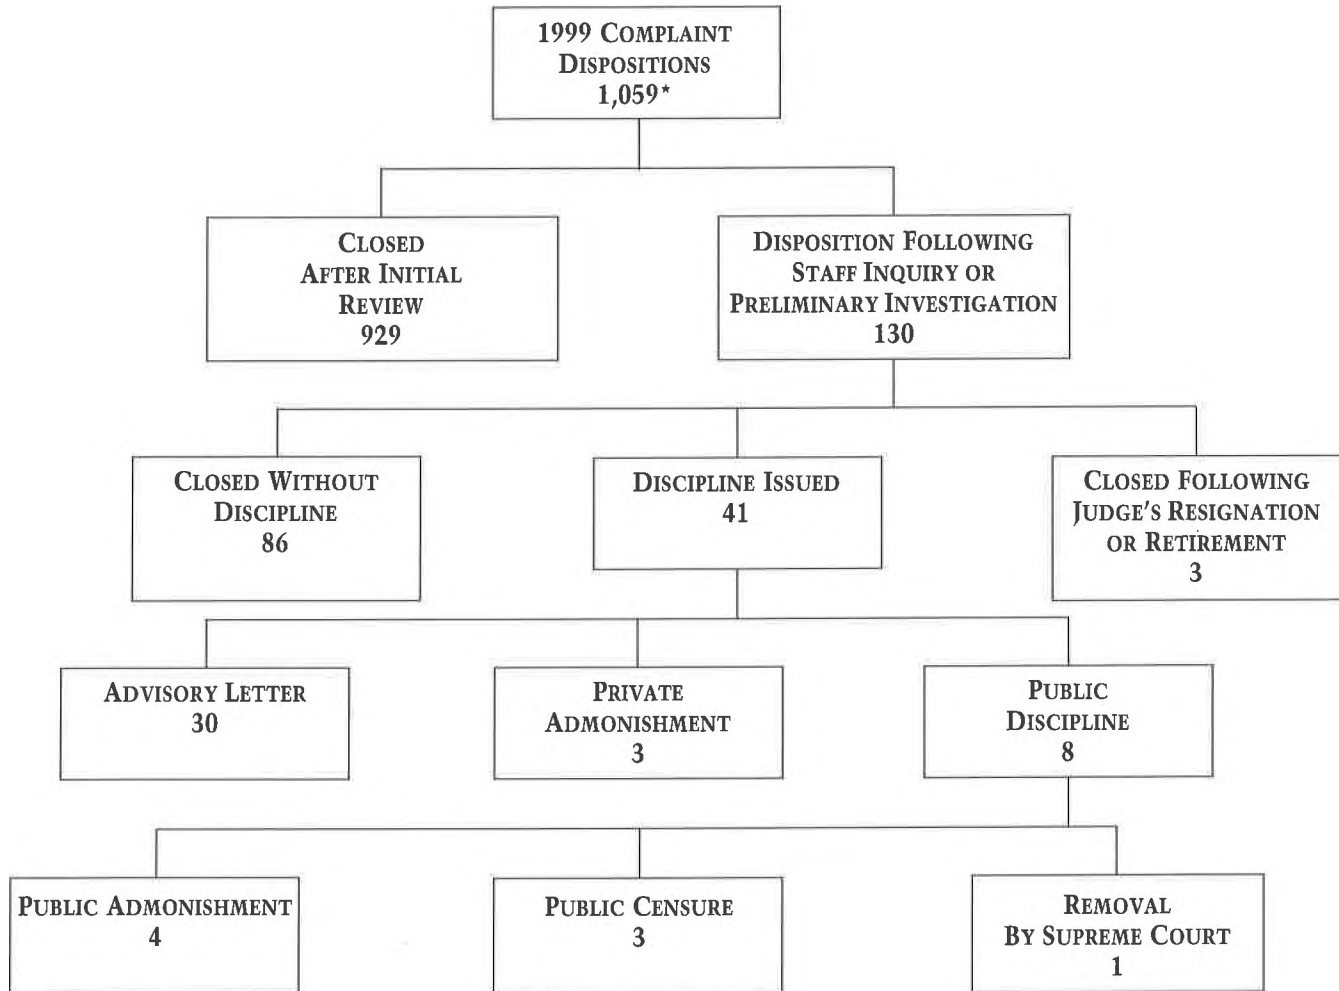 1999 COMPLAINT
DISPOSITIONS
1,059*
CLOSED
AFTER INITIAL
REVIEW
929
DISPOSITION FOLLOWING
STAFF INQUIRY OR
PRELIMINARY INVESTIGATION
130
CLOSED WITHOUT
DISCIPLINE
86
DISCIPLINE ISSUED
41
CLOSED FOLLOWING
JUDGE'S RESIGNATION
OR RETIREMENT
3
ADVISORY LETTER
30
PRIVATE
ADMONISHMENT
3
PUBLIC
DISCIPLINE
8
PUBLIC ADMONISHMENT
4
PUBLIC CENSURE
3
REMOVAL
BY SUPREME COURT
1